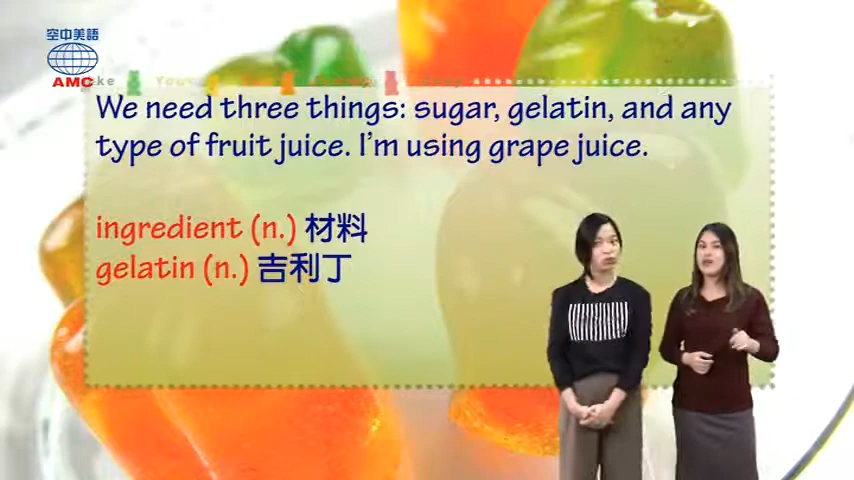 空中美語
AMC
We need three things: sugar, gelatin, and any
type of fruit juice. I'm using grape juice.
ingredient (n.) 材料
gelatin (n.) 吉利丁